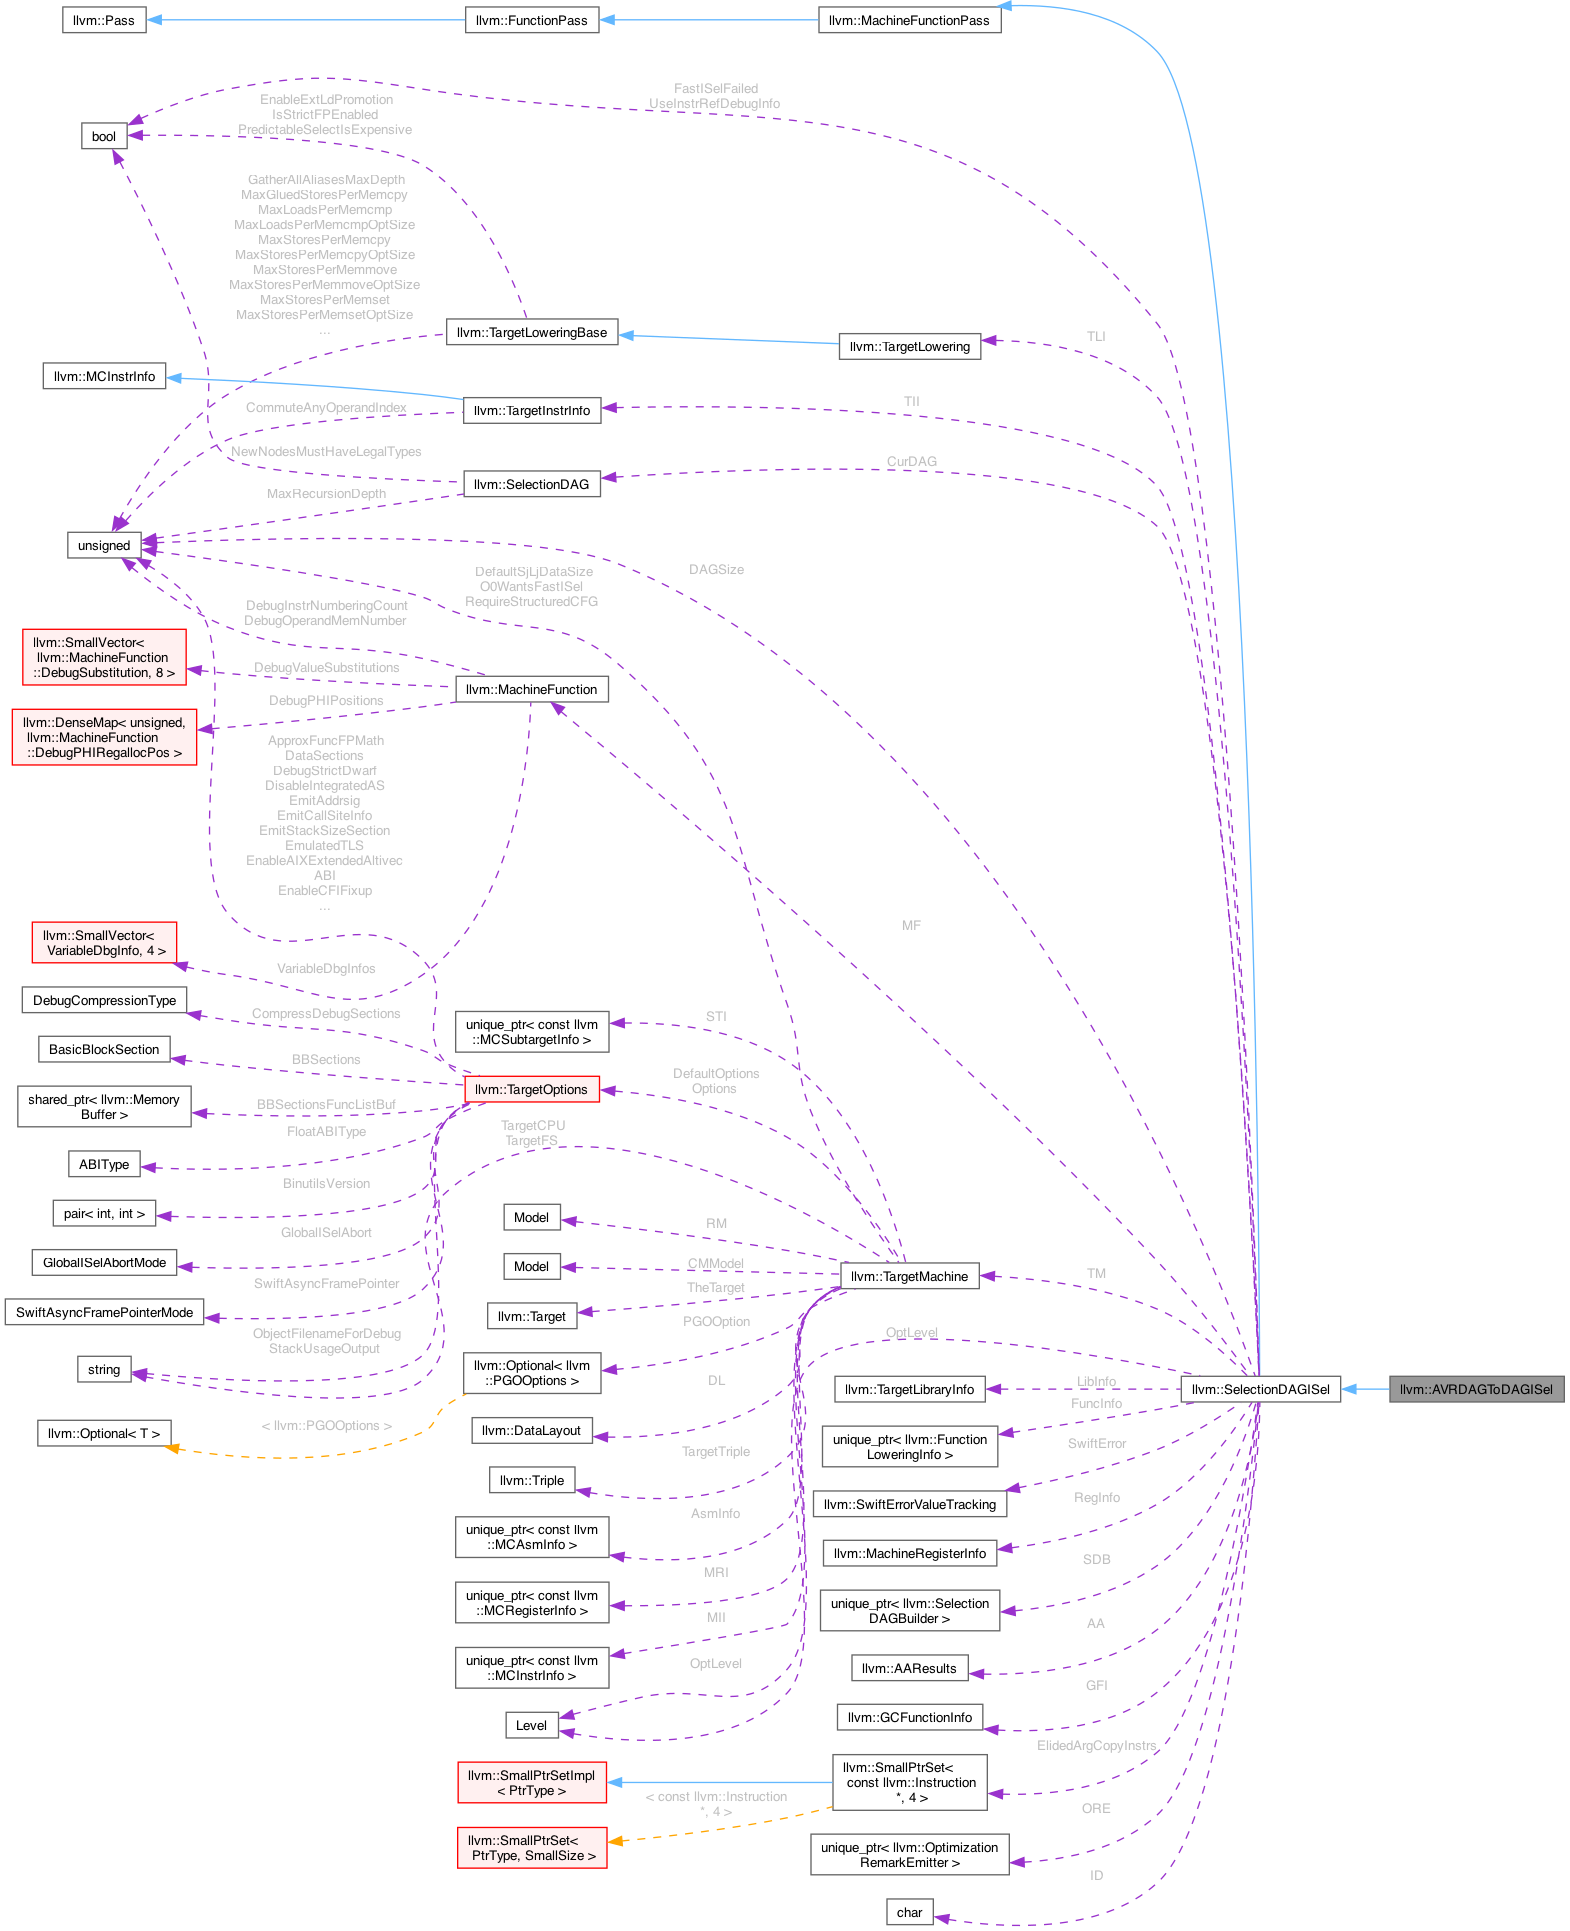 llvm::Pass
llvm::FunctionPass
llvm::MachineFunctionPass
FastISelFailed
UseInstrRefDebugInfo
EnableExtLdPromotion
IsStrictFPEnabled
PredictableSelectIsExpensive
bool
GatherAllAliasesMaxDepth
MaxGluedStoresPerMemcpy
MaxLoadsPerMemcmp
MaxLoadsPerMemcmpOptSize
MaxStoresPerMemcpy
MaxStoresPerMemcpyOptSize
MaxStoresPerMemmove
MaxStoresPerMemmoveOptSize
MaxStoresPerMemset
MaxStoresPerMemsetOptSize
...
llvm::TargetLoweringBase
llvm::TargetLowering
TLI
llvm::MCInstrInfo
CommuteAnyOperandIndex
llvm::TargetInstrInfo
TII
NewNodesMustHaveLegalTypes
llvm::SelectionDAG
CurDAG
MaxRecursionDepth
unsigned
DefaultSjLjDataSize
O0WantsFastISel
RequireStructuredCFG
DAGSize
DebugInstrNumberingCount
DebugOperandMemNumber
llvm::SmallVector<
llvm::MachineFunction
::DebugSubstitution, 8 >
DebugValueSubstitutions
llvm::MachineFunction
DebugPHIPositions
llvm::DenseMap< unsigned,
llvm::MachineFunction
::DebugPHIRegallocPos >
ApproxFuncFPMath
DataSections
DebugStrictDwarf
DisableIntegratedAS
EmitAddrsig
EmitCallSiteInfo
EmitStackSizeSection
EmulatedTLS
EnableAIXExtendedAltivec
ABI
EnableCFIFixup
...
MF
llvm::SmallVector<
VariableDbgInfo, 4 >
VariableDbgInfos
DebugCompressionType
CompressDebugSections
unique_ptr< const llvm
::MCSubtargetInfo >
STI
BasicBlockSection
BBSections
llvm::TargetOptions
DefaultOptions
Options
shared_ptr< llvm::Memory
Buffer >
BBSectionsFuncListBuf
FloatABIType
TargetCPU
TargetFS
ABIType
BinutilsVersion
pair< int, int >
Model
RM
GlobalISelAbort
GlobalISelAbortMode
Model
CMModel
llvm::TargetMachine
TM
SwiftAsyncFramePointer
SwiftAsyncFramePointerMode
llvm::Target
TheTarget
PGOOption
ObjectFilenameForDebug
StackUsageOutput
OptLevel
string
llvm::Optional< llvm
::PGOOptions >
DL
llvm::TargetLibraryInfo
LibInfo
llvm::SelectionDAGISel
llvm::AVRDAGToDAGISel
FuncInfo
llvm::Optional< T >
< llvm::PGOOptions >
llvm::DataLayout
unique_ptr< llvm::Function
LoweringInfo >
SwiftError
TargetTriple
llvm::Triple
llvm::SwiftErrorValueTracking
RegInfo
AsmInfo
unique_ptr< const llvm
::MCAsmInfo >
llvm::MachineRegisterInfo
SDB
MRI
unique_ptr< const llvm
::MCRegisterInfo >
unique_ptr< llvm::Selection
DAGBuilder >
MII
AA
unique_ptr< const llvm
::MCInstrInfo >
OptLevel
llvm::AAResults
GFI
Level
llvm::GCFunctionInfo
ElidedArgCopyInstrs
llvm::SmallPtrSetImpl
< PtrType >
llvm::SmallPtrSet<
const llvm::Instruction
*, 4 >
< const llvm::Instruction
*, 4 >
ORE
llvm::SmallPtrSet<
PtrType, SmallSize >
unique_ptr< llvm::Optimization
RemarkEmitter >
ID
char